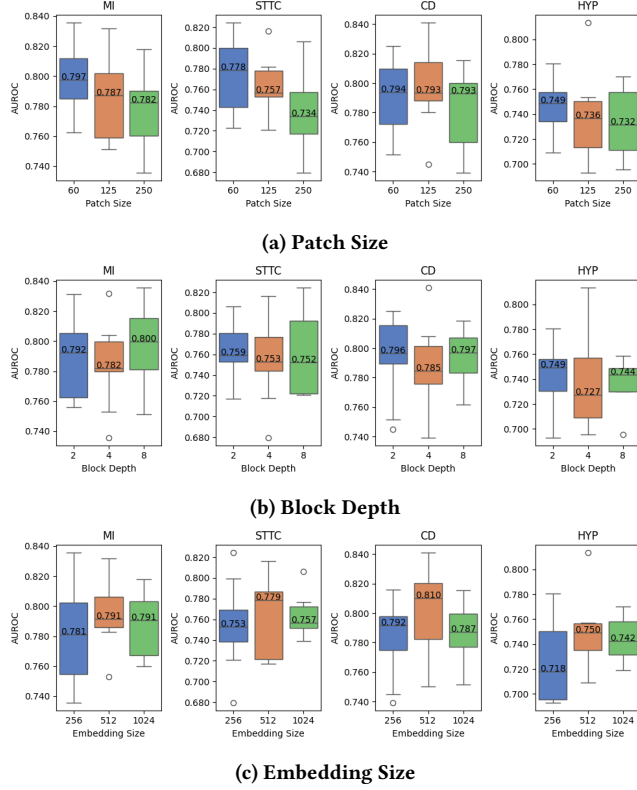 MI STTC CD HYP
0.840
0.820
0.800
0.780
0.760
0.740
AUROC
0.797 0.787 0.782
60 125 250
Patch Size
0.820
0.800
0.780
0.760
0.740
0.720
0.700
0.680
AUROC
0.778 0.757 0.734
60 125 250
Patch Size
0.840
0.820
0.800
0.780
0.760
0.740
AUROC
0.794 0.793 0.793
60 125 250
Patch Size
0.800
0.780
0.760
0.740
0.720
0.700
AUROC
0.749 0.736 0.732
60 125 250
Patch Size
(a) Patch Size
MI STTC CD HYP
0.840
0.820
0.800
0.780
0.760
0.740
AUROC
0.792 0.782 0.800
2 4 8
Block Depth
0.820
0.800
0.780
0.760
0.740
0.720
0.700
0.680
AUROC
0.759 0.753 0.752
2 4 8
Block Depth
0.840
0.820
0.800
0.780
0.760
0.740
AUROC
0.796 0.785 0.797
2 4 8
Block Depth
0.800
0.780
0.760
0.740
0.720
0.700
AUROC
0.749 0.727 0.744
2 4 8
Block Depth
(b) Block Depth
MI STTC CD HYP
0.840
0.820
0.800
0.780
0.760
0.740
AUROC
0.781 0.791 0.791
256 512 1024
Embedding Size
0.820
0.800
0.780
0.760
0.740
0.720
0.700
0.680
AUROC
0.753 0.779 0.757
256 512 1024
Embedding Size
0.840
0.820
0.800
0.780
0.760
0.740
AUROC
0.792 0.810 0.787
256 512 1024
Embedding Size
0.800
0.780
0.760
0.740
0.720
0.700
AUROC
0.718 0.750 0.742
256 512 1024
Embedding Size
(c) Embedding Size